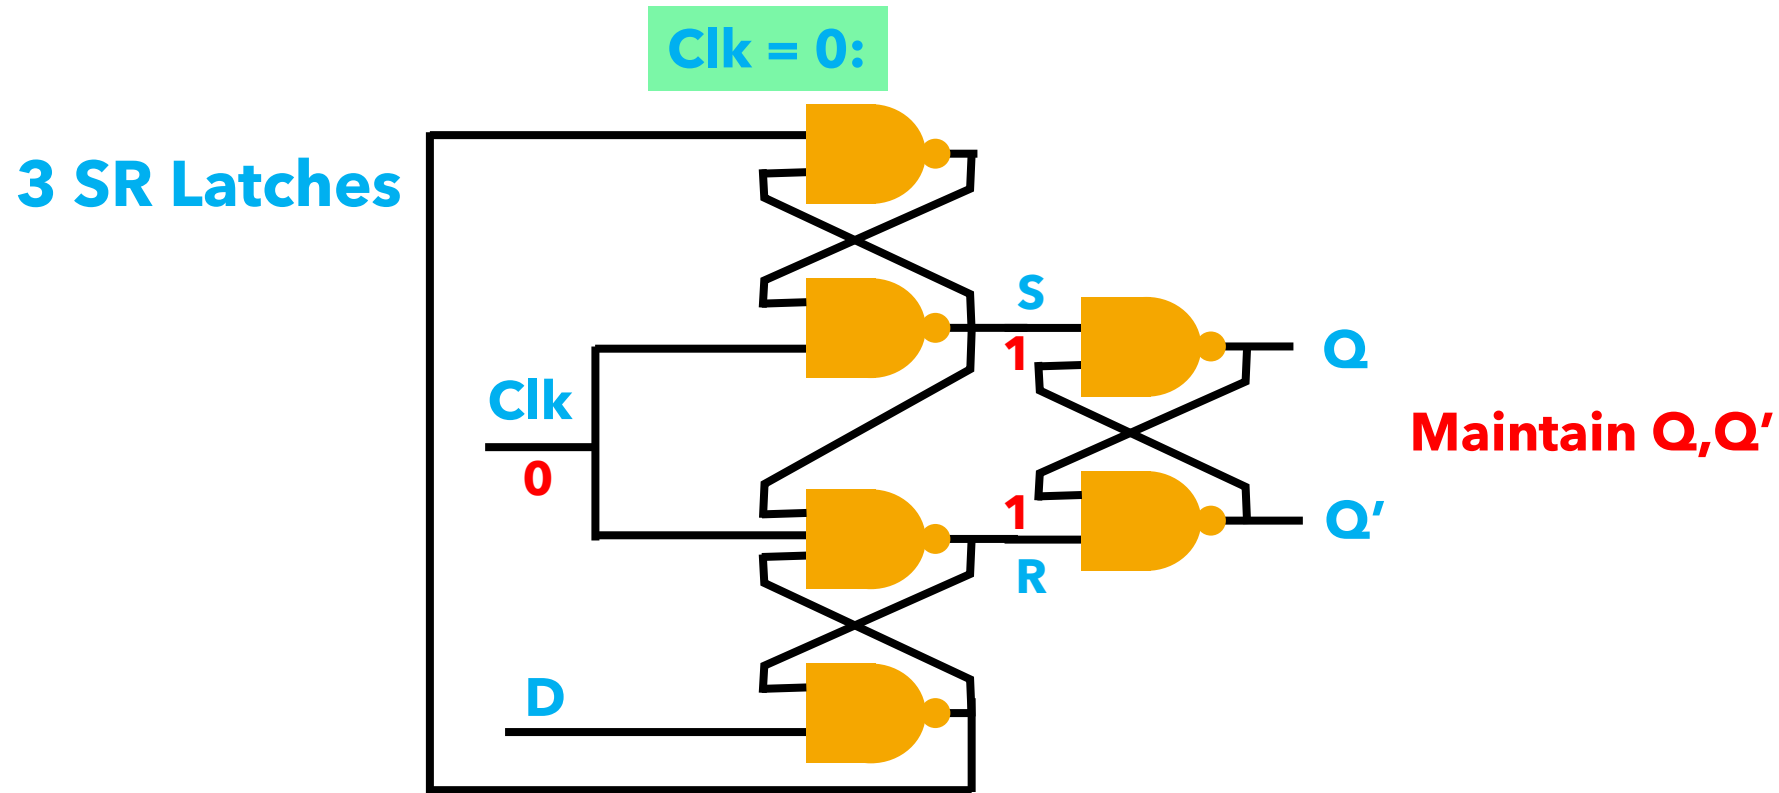 Clk = 0:
3 SR Latches
S
1
Q
Clk
0
Maintain Q,Q’
1
Q’
R
D